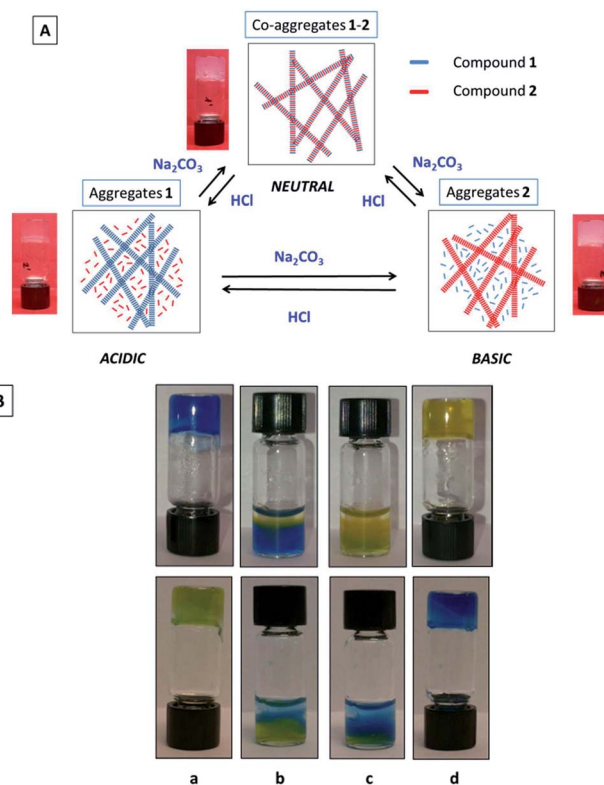 A
Co-aggregates 1-2
Compound 1
Compound 2
Na₂CO₃
HCl
NEUTRAL
HCl
Na₂CO₃
Aggregates 1
Aggregates 2
Na₂CO₃
HCl
ACIDIC
BASIC
B
a
b
c
d